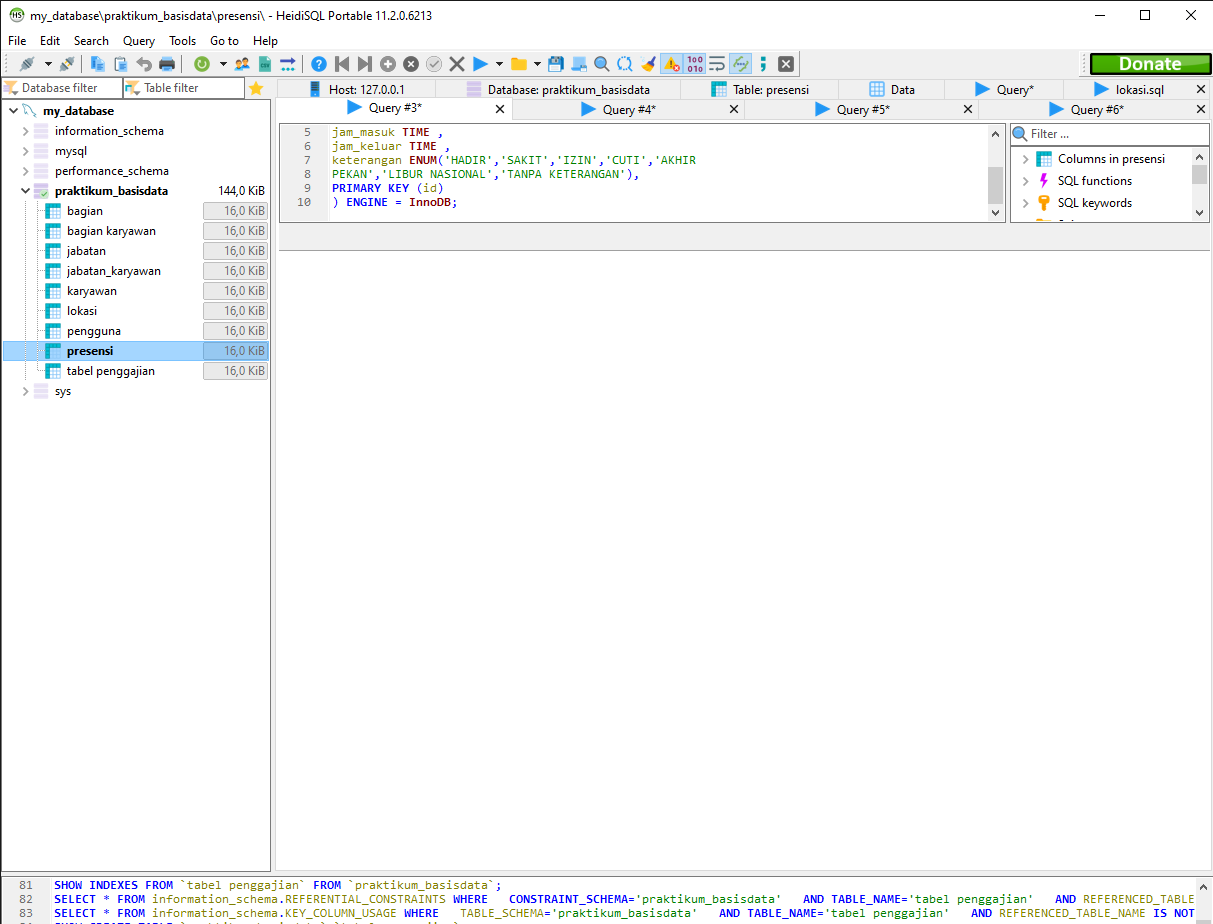 my_database\praktikum_basisdata\presensi\ - HeidiSQL Portable 11.2.0.6213
File Edit Search Query Tools Go to Help
Donate
Database filter Table filter
Host: 127.0.0.1 Database: praktikum_basisdata Table: presensi Data Query* lokasi.sql
Query #3* Query #4* Query #5* Query #6*
my_database
information_schema
mysql
performance_schema
praktikum_basisdata 144,0 KiB
bagian 16,0 KiB
bagian karyawan 16,0 KiB
jabatan 16,0 KiB
jabatan_karyawan 16,0 KiB
karyawan 16,0 KiB
lokasi 16,0 KiB
pengguna 16,0 KiB
presensi 16,0 KiB
tabel penggajian 16,0 KiB
sys
5 jam_masuk TIME ,
6 jam_keluar TIME ,
7 keterangan ENUM('HADIR','SAKIT','IZIN','CUTI','AKHIR
8 PEKAN','LIBUR NASIONAL','TANPA KETERANGAN'),
9 PRIMARY KEY (id)
10 ) ENGINE = InnoDB;
Filter ...
Columns in presensi
SQL functions
SQL keywords
81 SHOW INDEXES FROM `tabel penggajian` FROM `praktikum_basisdata`;
82 SELECT * FROM information_schema.REFERENTIAL_CONSTRAINTS WHERE CONSTRAINT_SCHEMA='praktikum_basisdata' AND TABLE_NAME='tabel penggajian' AND REFERENCED_TABLE
83 SELECT * FROM information_schema.KEY_COLUMN_USAGE WHERE TABLE_SCHEMA='praktikum_basisdata' AND TABLE_NAME='tabel penggajian' AND REFERENCED_TABLE_NAME IS NOT